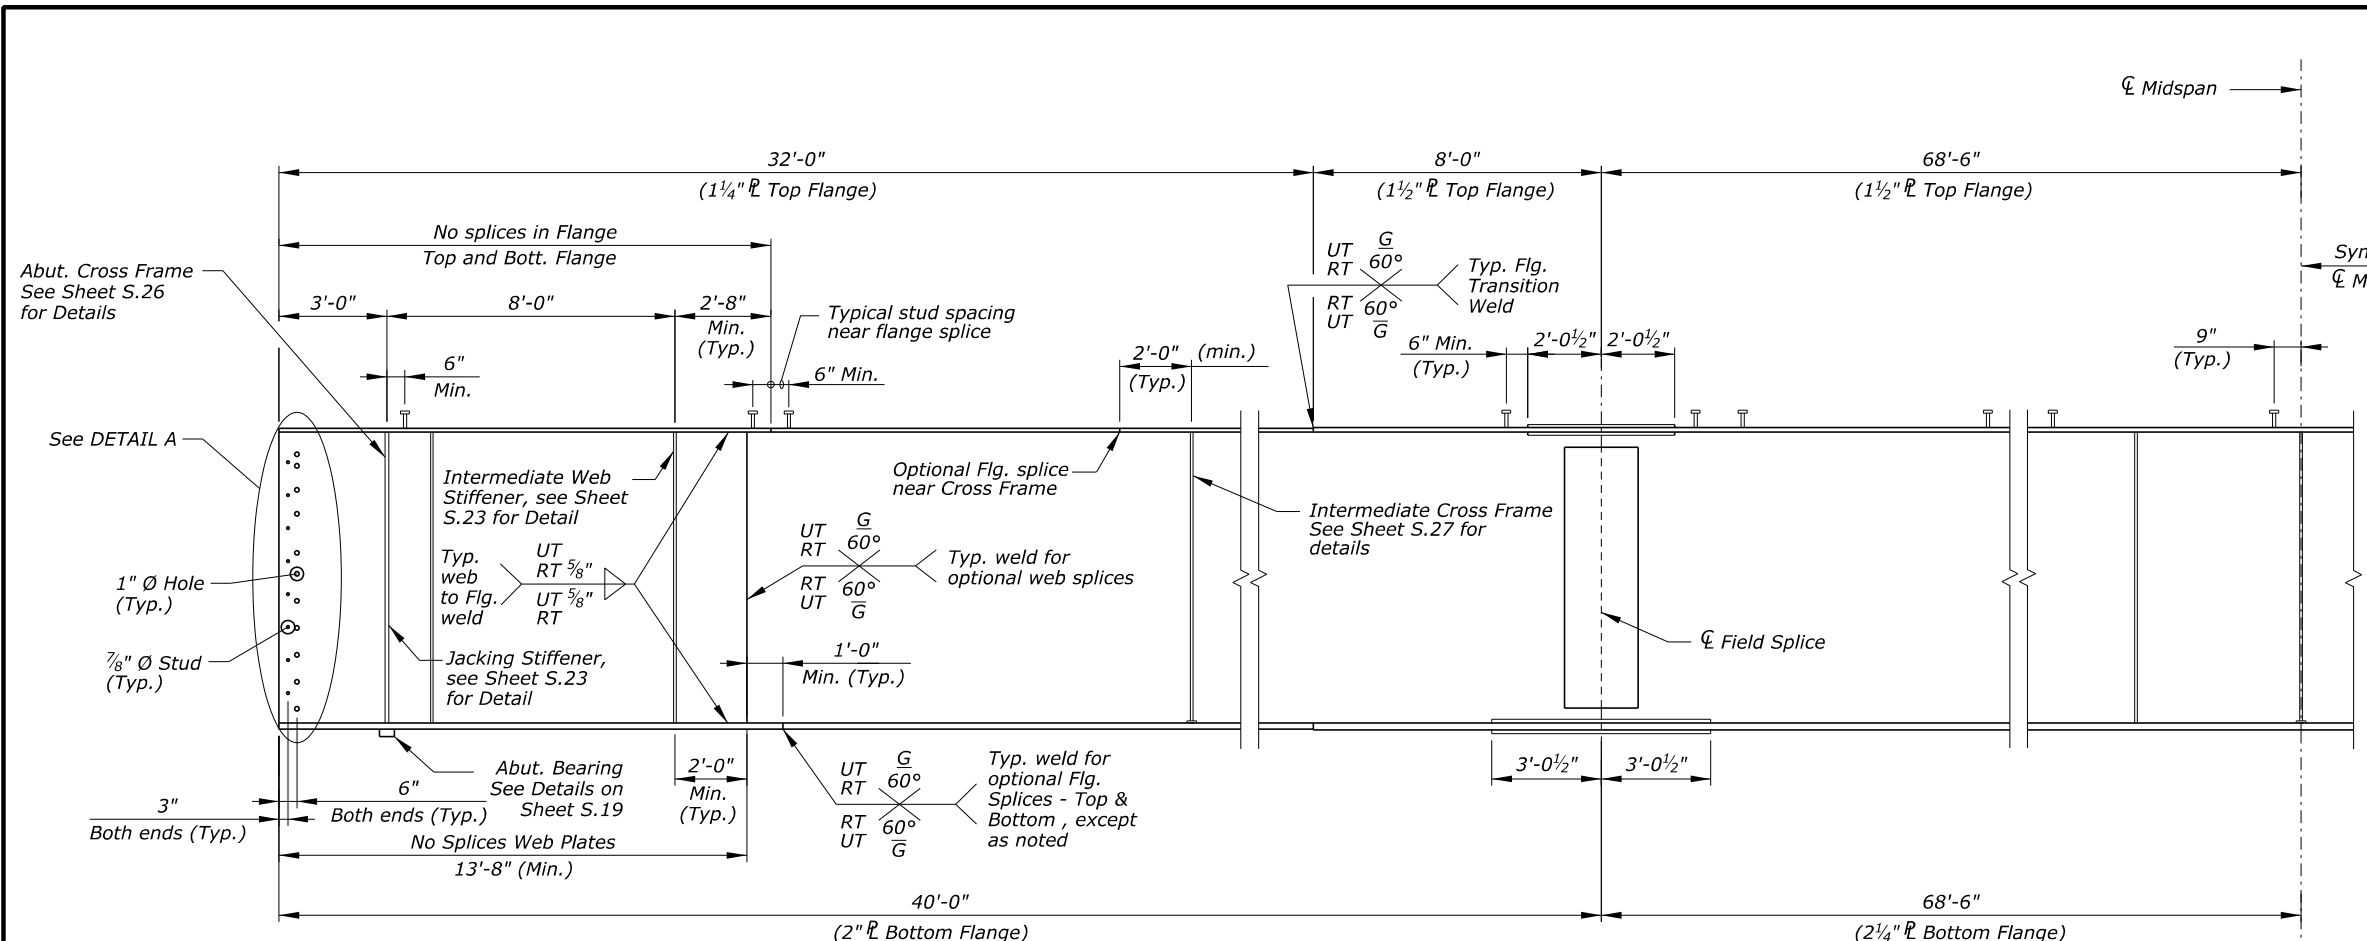 ℄ Midspan
32'-0"
(1¼" ⅊ Top Flange)
8'-0"
(1½" ⅊ Top Flange)
68'-6"
(1½" ⅊ Top Flange)
No splices in Flange
Top and Bott. Flange
Abut. Cross Frame
See Sheet S.26
for Details
3'-0"
8'-0"
2'-8"
Min.
(Typ.)
Typical stud spacing
near flange splice
6"
Min.
6" Min.
2'-0" (min.)
(Typ.)
UT G
RT 60°
RT 60°
UT G
Typ. Flg.
Transition
Weld
6" Min.
(Typ.)
2'-0½"
2'-0½"
9"
(Typ.)
See DETAIL A
Intermediate Web
Stiffener, see Sheet
S.23 for Detail
Optional Flg. splice
near Cross Frame
Intermediate Cross Frame
See Sheet S.27 for
details
Typ.
web
to Flg.
weld
UT
RT ⅝"
UT ⅝"
RT
UT G
RT 60°
RT 60°
UT G
Typ. weld for
optional web splices
1" Ø Hole
(Typ.)
⅞" Ø Stud
(Typ.)
Jacking Stiffener,
see Sheet S.23
for Detail
1'-0"
Min. (Typ.)
℄ Field Splice
Abut. Bearing
See Details on
Sheet S.19
6"
Both ends (Typ.)
3"
Both ends (Typ.)
2'-0"
Min.
(Typ.)
UT G
RT 60°
RT 60°
UT G
Typ. weld for
optional Flg.
Splices - Top &
Bottom , except
as noted
3'-0½"
3'-0½"
No Splices Web Plates
13'-8" (Min.)
40'-0"
(2" ⅊ Bottom Flange)
68'-6"
(2¼" ⅊ Bottom Flange)